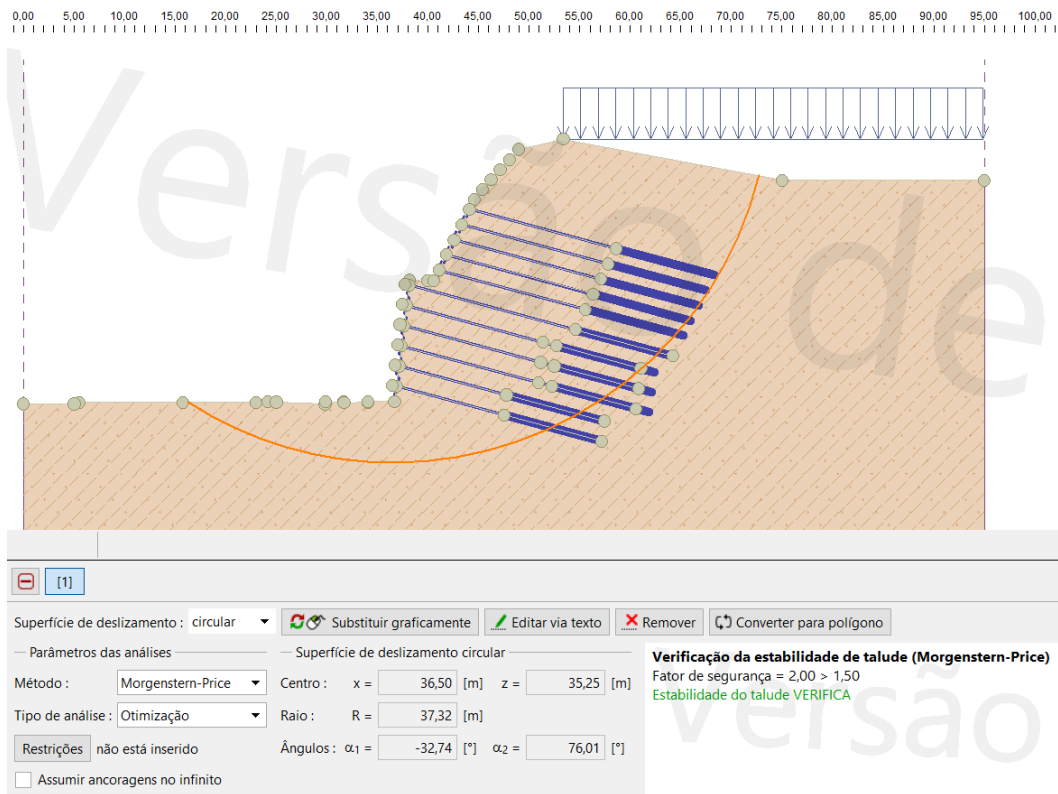 0,00 5,00 10,00 15,00 20,00 25,00 30,00 35,00 40,00 45,00 50,00 55,00 60,00 65,00 70,00 75,00 80,00 85,00 90,00 95,00 100,00
Versão de
[1]
Superfície de deslizamento : circular Substituir graficamente Editar via texto Remover Converter para polígono
Parâmetros das análises
Superfície de deslizamento circular
Método : Morgenstern-Price
Centro : x = 36,50 [m] z = 35,25 [m]
Tipo de análise : Otimização
Raio : R = 37,32 [m]
Restrições não está inserido
Ângulos : α1 = -32,74 [°] α2 = 76,01 [°]
Assumir ancoragens no infinito
Verificação da estabilidade de talude (Morgenstern-Price)
Fator de segurança = 2,00 > 1,50
Estabilidade do talude VERIFICA
Versão